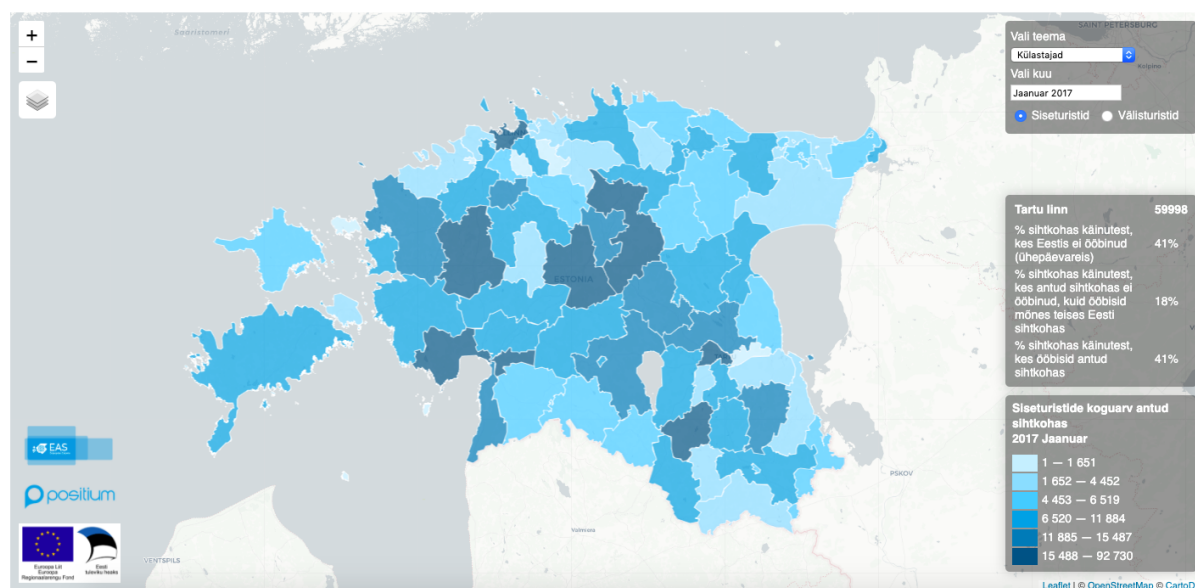 +
−
Saaristomeri
SAINT PETERSBURG
Vali teema
Külastajad
Kolpino
Vali kuu
Jaanuar 2017
Siseturistid
Välisturistid
Tartu linn 59998
% sihtkohas käinutest,
kes Eestis ei ööbinud 41%
(ühepäevareis)
% sihtkohas käinutest,
kes antud sihtkohas ei
ööbinud, kuid ööbisid 18%
mõnes teises Eesti
sihtkohas
% sihtkohas käinutest,
kes ööbisid antud 41%
sihtkohas
ESTONIA
Siseturistide koguarv antud
sihtkohas
2017 Jaanuar
1 — 1 651
1 652 — 4 452
4 453 — 6 519
6 520 — 11 884
11 885 — 15 487
15 488 — 92 730
EAS
positium
Euroopa Liit
Euroopa
Regionaalarengu Fond
Eesti
tuleviku heaks
PSKOV
Valmiera
VENTSPILS
Leaflet | © OpenStreetMap © CartoD